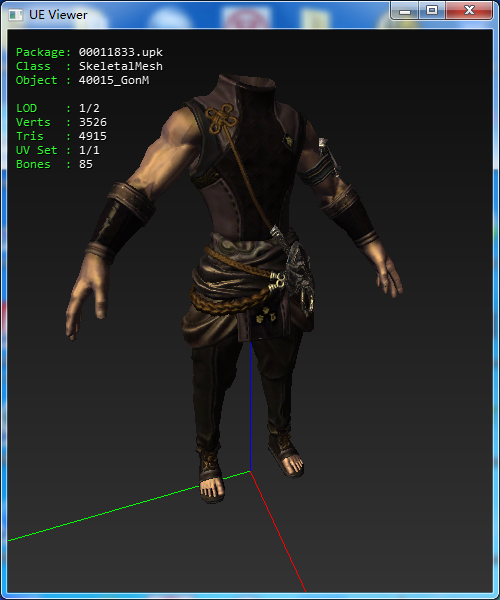 UE Viewer
Package: 00011833.upk
Class : SkeletalMesh
Object : 40015_GonM
LOD : 1/2
Verts : 3526
Tris : 4915
UV Set : 1/1
Bones : 85